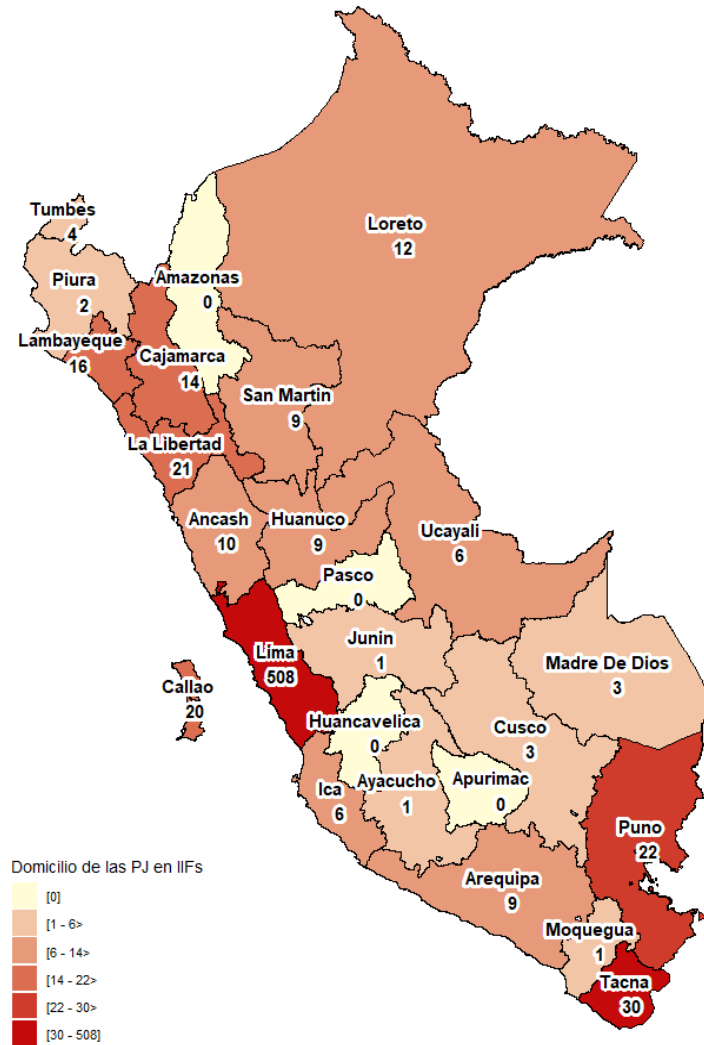 Tumbes
4
Loreto
12
Amazonas
0
Piura
2
Lambayeque
16
Cajamarca
14
San Martin
9
La Libertad
21
Ancash
10
Huanuco
9
Ucayali
6
Pasco
0
Junin
1
Lima
508
Madre De Dios
3
Callao
20
Huancavelica
0
Cusco
3
Ica
6
Ayacucho
1
Apurimac
0
Puno
22
Arequipa
9
Moquegua
1
Tacna
30
Domicilio de las PJ en IIFs
[0]
[1 - 6>
[6 - 14>
[14 - 22>
[22 - 30>
[30 - 508]